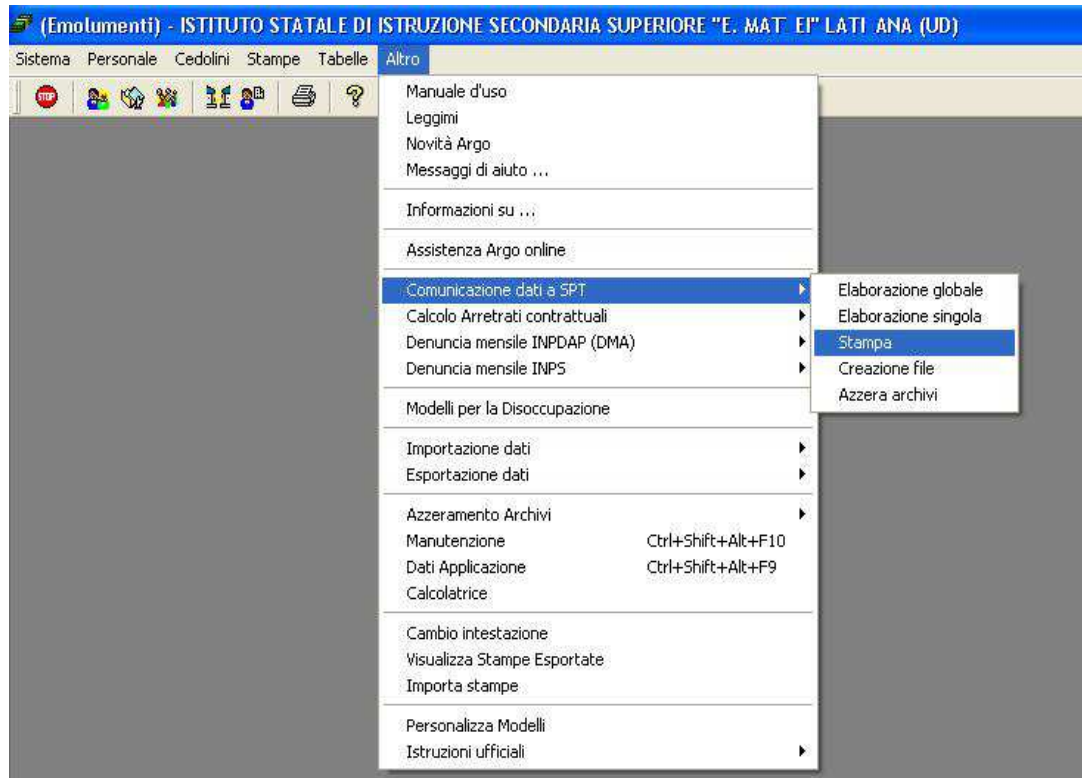 (Emolumenti) - ISTITUTO STATALE DI ISTRUZIONE SECONDARIA SUPERIORE "E. MAT EI" LATI ANA (UD)
Sistema Personale Cedolini Stampe Tabelle Altro
STOP
Manuale d'uso
Leggimi
Novità Argo
Messaggi di aiuto ...
Informazioni su ...
Assistenza Argo online
Comunicazione dati a SPT
Calcolo Arretrati contrattuali
Denuncia mensile INPDAP (DMA)
Denuncia mensile INPS
Modelli per la Disoccupazione
Importazione dati
Esportazione dati
Azzeramento Archivi
Manutenzione Ctrl+Shift+Alt+F10
Dati Applicazione Ctrl+Shift+Alt+F9
Calcolatrice
Cambio intestazione
Visualizza Stampe Esportate
Importa stampe
Personalizza Modelli
Istruzioni ufficiali
Elaborazione globale
Elaborazione singola
Stampa
Creazione file
Azzera archivi